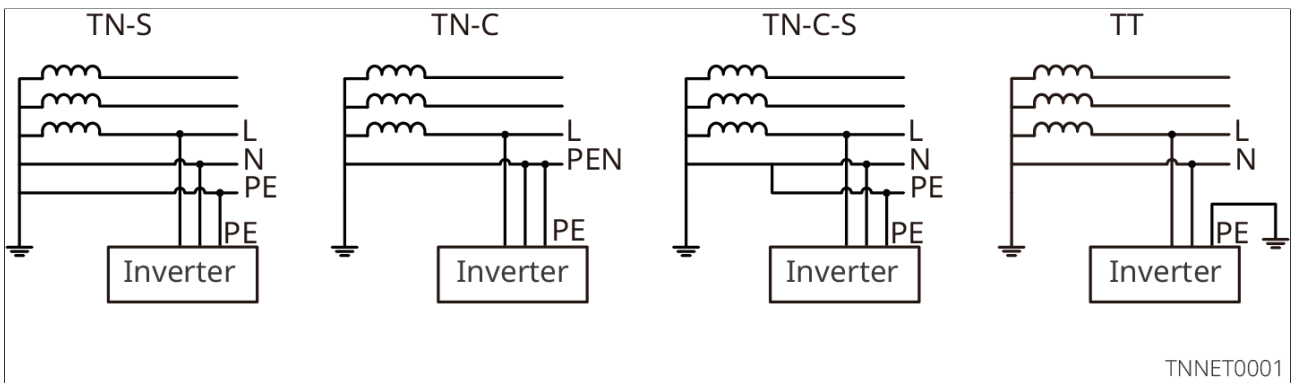 TN-S TN-C TN-C-S TT
L L L L
N PEN N N
PE PE
PE PE PE PE
Inverter Inverter Inverter Inverter
TNNET0001